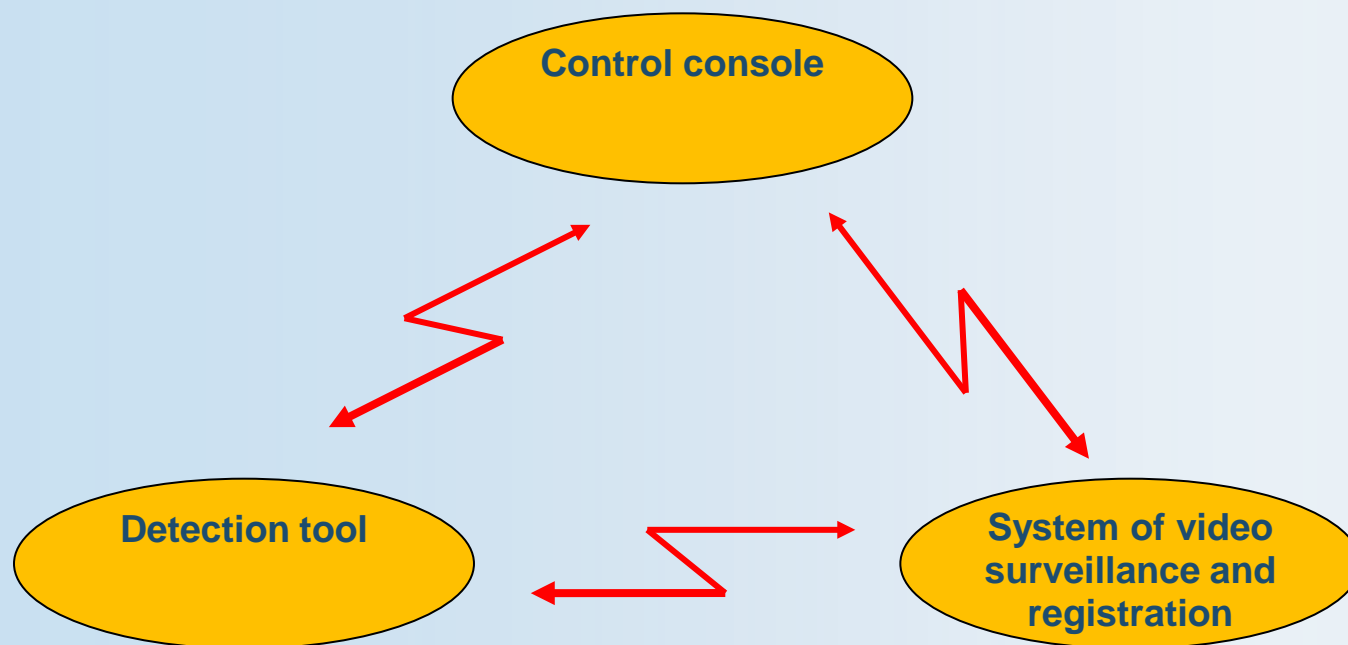 Control console
Detection tool
System of video
surveillance and
registration